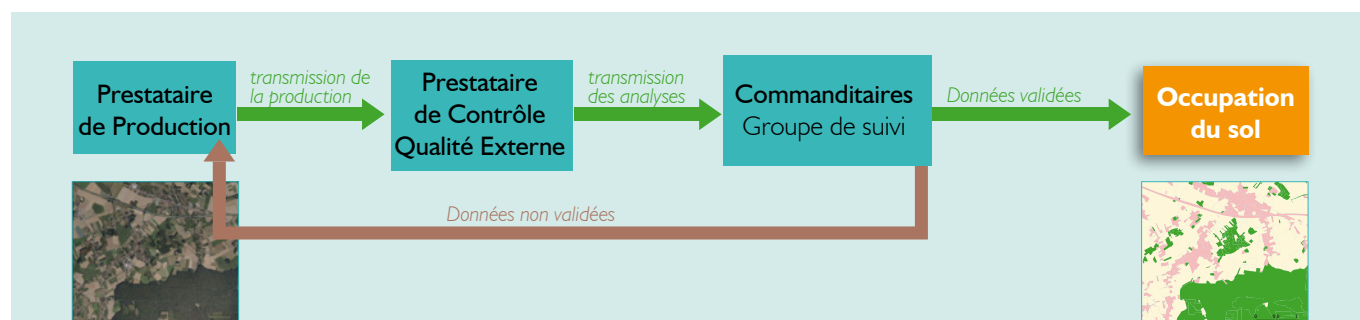 Prestataire
de Production
transmission de
la production
Prestataire
de Contrôle
Qualité Externe
transmission
des analyses
Commanditaires
Groupe de suivi
Données validées
Occupation
du sol
Données non validées